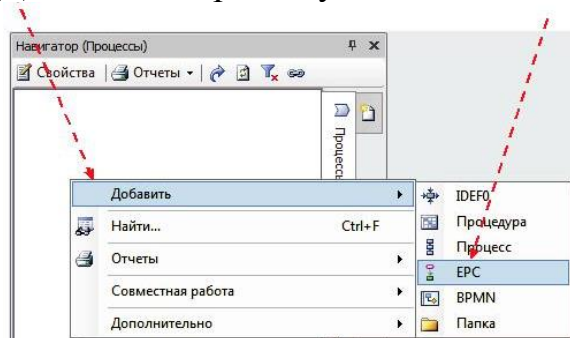 Навигатор (Процессы)
Свойства Отчеты
Процессы
Добавить
Найти... Ctrl+F
Отчеты
Совместная работа
Дополнительно
IDEF0
Процедура
Процесс
EPC
BPMN
Папка